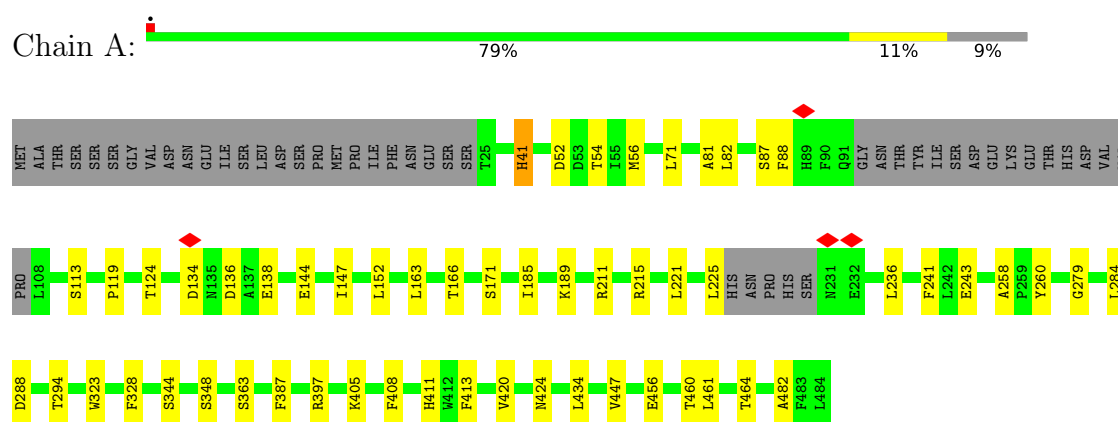 Chain A:
79% 11% 9%
MET ALA THR SER SER SER GLY VAL ASP ASN GLU ILE SER LEU ASP SER PRO MET PRO ILE PHE ASN GLU SER SER T25 H41 D52 D53 T54 I55 M56 L71 A81 L82 S87 F88 H89 F90 Q91 GLY ASN THR TYR ILE SER ASP GLU LYS GLU THR HIS ASP VAL
PRO L108 S113 P119 T124 D134 N135 D136 A137 E138 E144 I147 L152 L163 T166 S171 I185 K189 R211 R215 L221 L225 HIS ASN PRO HIS SER N231 E232 L236 F241 L242 E243 A258 P259 Y260 G279 L284
D288 T294 W323 F328 S344 S348 S363 F387 R397 K405 F408 H411 W412 F413 V420 N424 L434 V447 E456 T460 L461 T464 A482 F483 L484